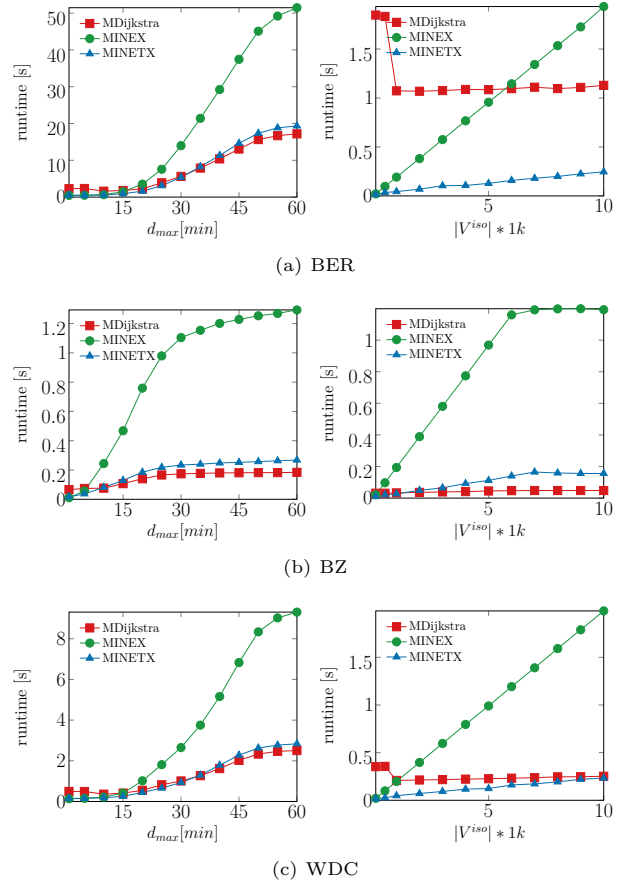 50
40
30
20
10
0
15
30
45
60
runtime [s]
d_max[min]
MDijkstra
MINEX
MINETX
1.5
1
0.5
0
5
10
runtime [s]
|V^iso| * 1k
MDijkstra
MINEX
MINETX
(a) BER
1.2
1
0.8
0.6
0.4
0.2
0
15
30
45
60
runtime [s]
d_max[min]
MDijkstra
MINEX
MINETX
1
0.8
0.6
0.4
0.2
0
5
10
runtime [s]
|V^iso| * 1k
MDijkstra
MINEX
MINETX
(b) BZ
8
6
4
2
0
15
30
45
60
runtime [s]
d_max[min]
MDijkstra
MINEX
MINETX
1.5
1
0.5
0
5
10
runtime [s]
|V^iso| * 1k
MDijkstra
MINEX
MINETX
(c) WDC